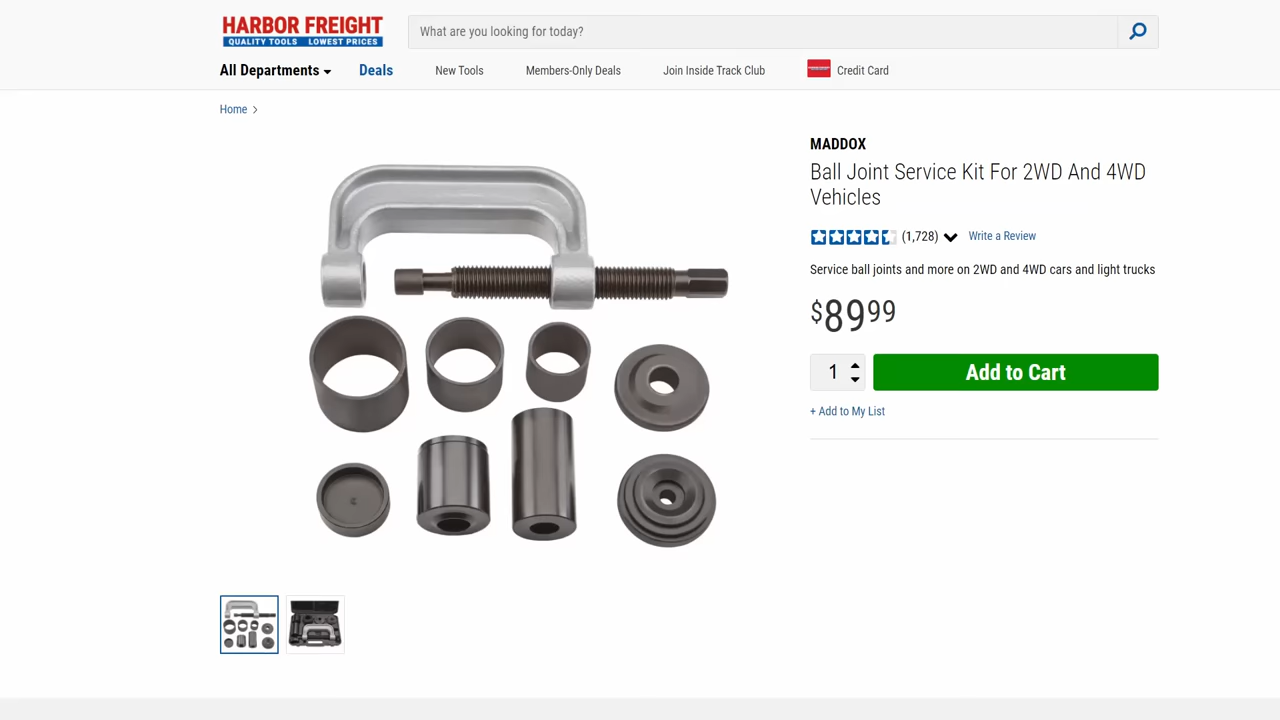 HARBOR FREIGHT
QUALITY TOOLS LOWEST PRICES
What are you looking for today?
All Departments
Deals
New Tools
Members-Only Deals
Join Inside Track Club
Credit Card
Home
MADDOX
Ball Joint Service Kit For 2WD And 4WD
Vehicles
(1,728)
Write a Review
Service ball joints and more on 2WD and 4WD cars and light trucks
$89.99
1
Add to Cart
+ Add to My List